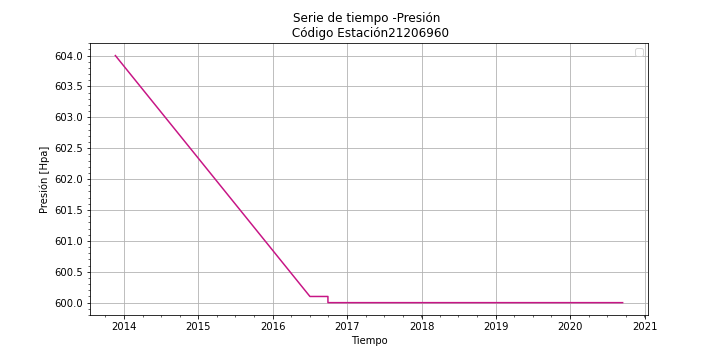 Serie de tiempo -Presión
Código Estación21206960
604.0
603.5
603.0
602.5
602.0
601.5
601.0
600.5
600.0
Presión [Hpa]
2014 2015 2016 2017 2018 2019 2020 2021
Tiempo